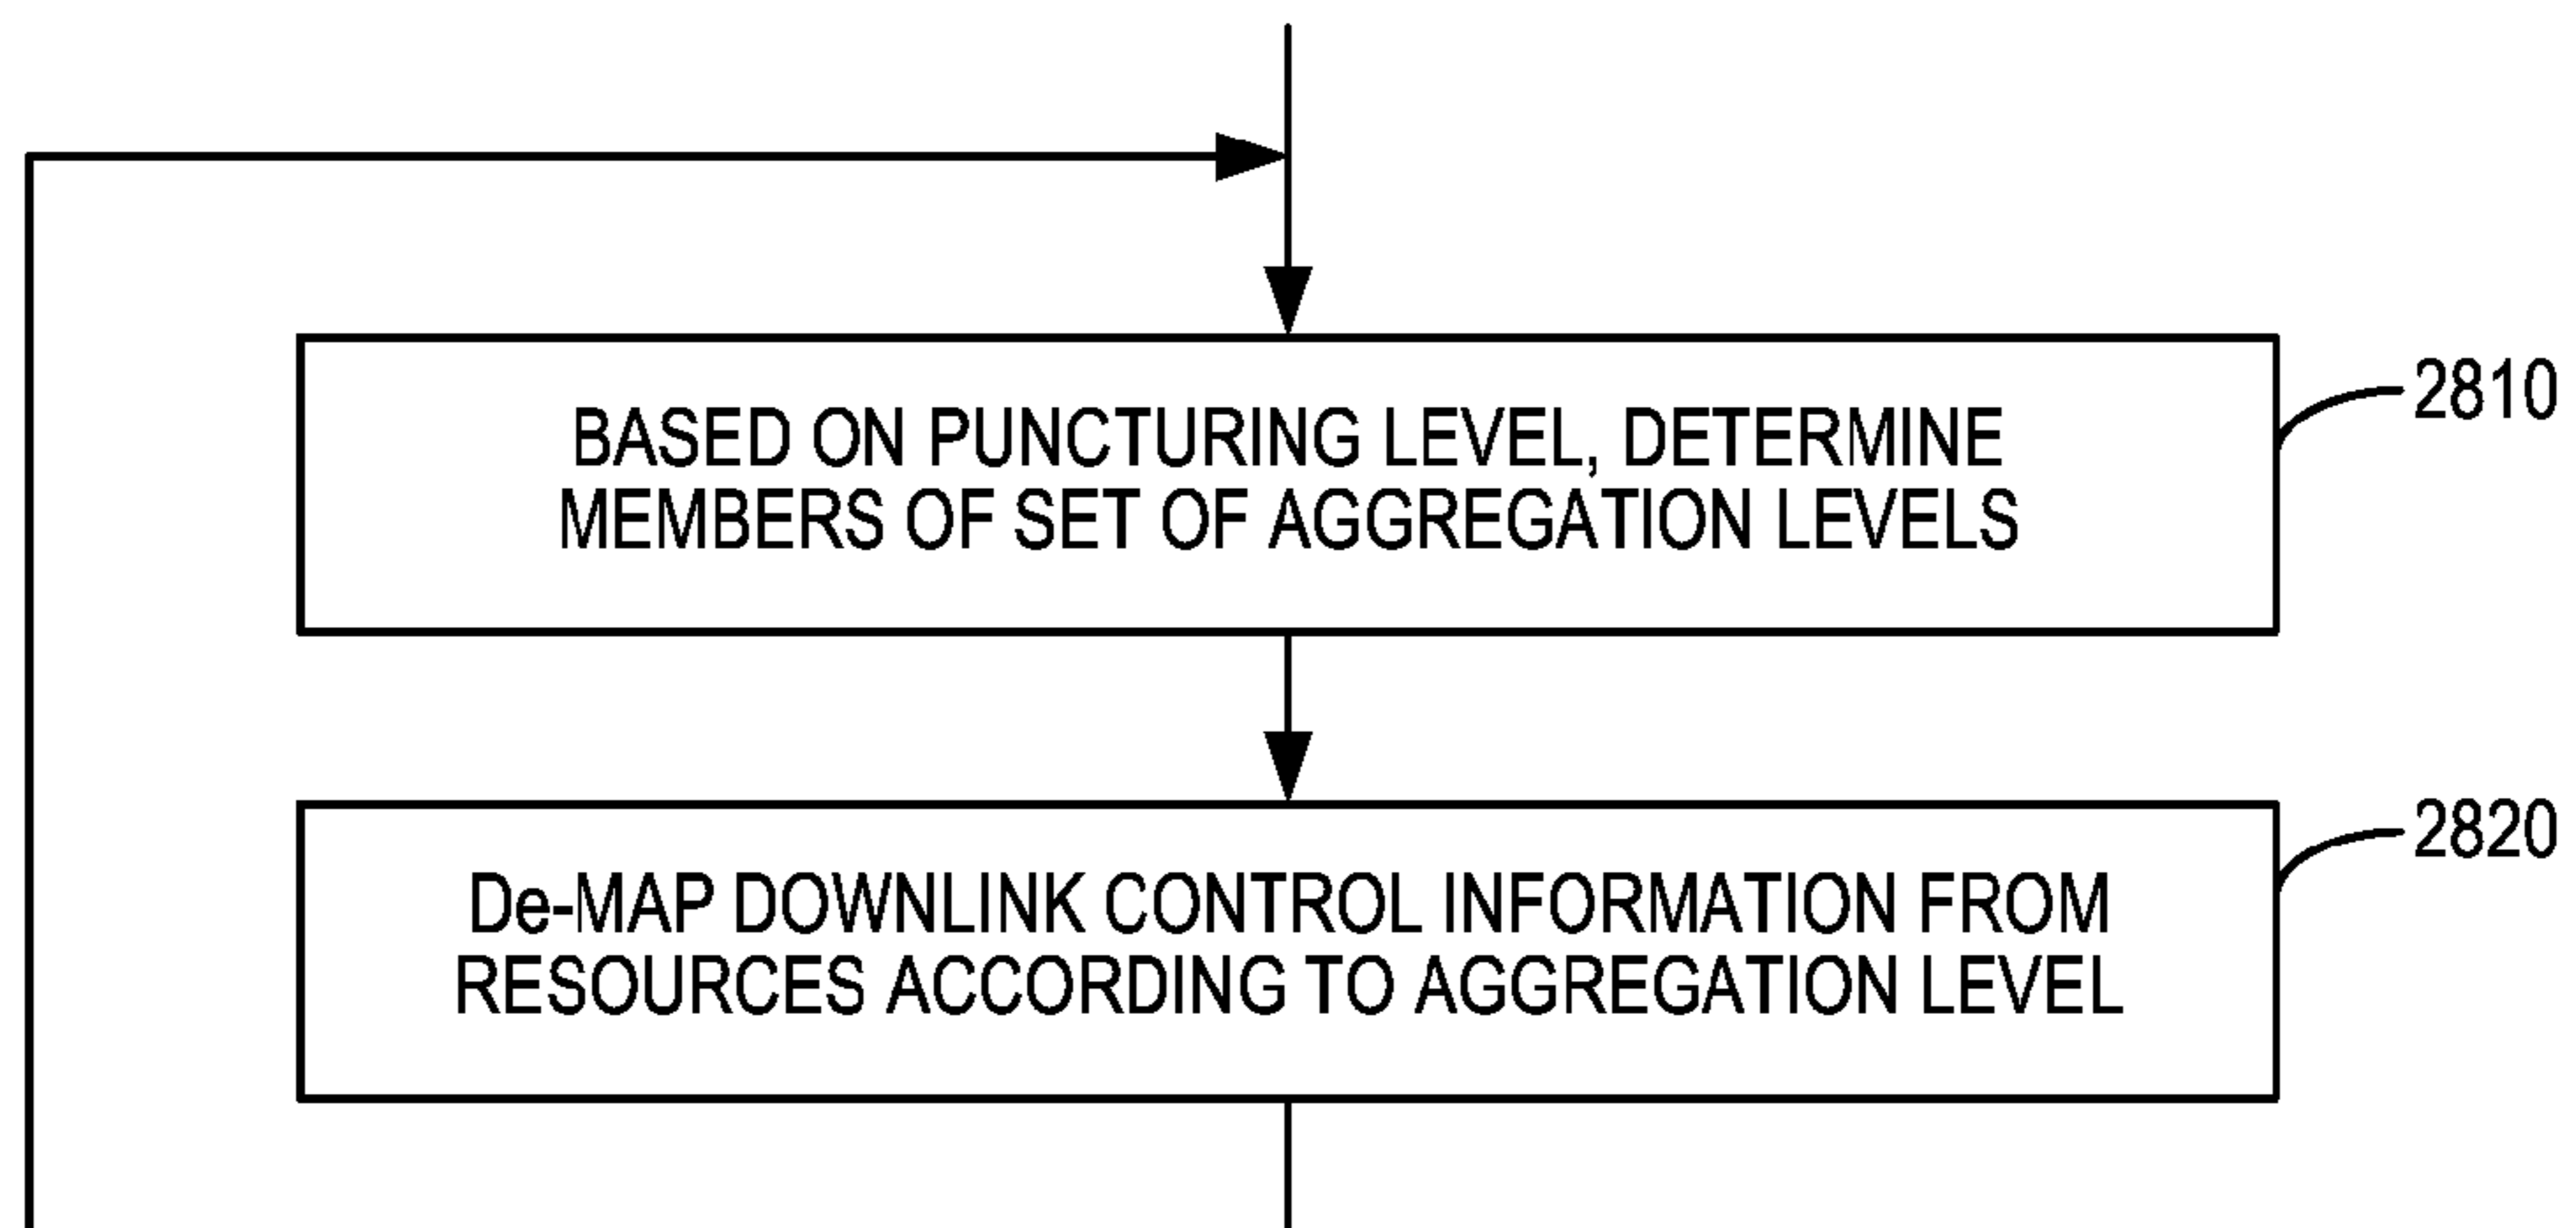 BASED ON PUNCTURING LEVEL, DETERMINE
MEMBERS OF SET OF AGGREGATION LEVELS
2810
De-MAP DOWNLINK CONTROL INFORMATION FROM
RESOURCES ACCORDING TO AGGREGATION LEVEL
2820